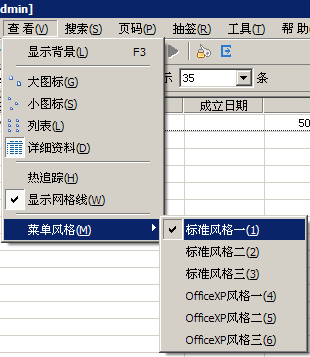 dmin]
查看(V) 搜索(S) 页码(P) 抽签(R) 工具(T) 帮助
显示背景(L) F3
示 35 条
大图标(G)
小图标(S)
列表(L)
详细资料(D)
成立日期
50
热追踪(H)
显示网格线(W)
菜单风格(M)
标准风格一(1)
标准风格二(2)
标准风格三(3)
OfficeXP风格一(4)
OfficeXP风格二(5)
OfficeXP风格三(6)